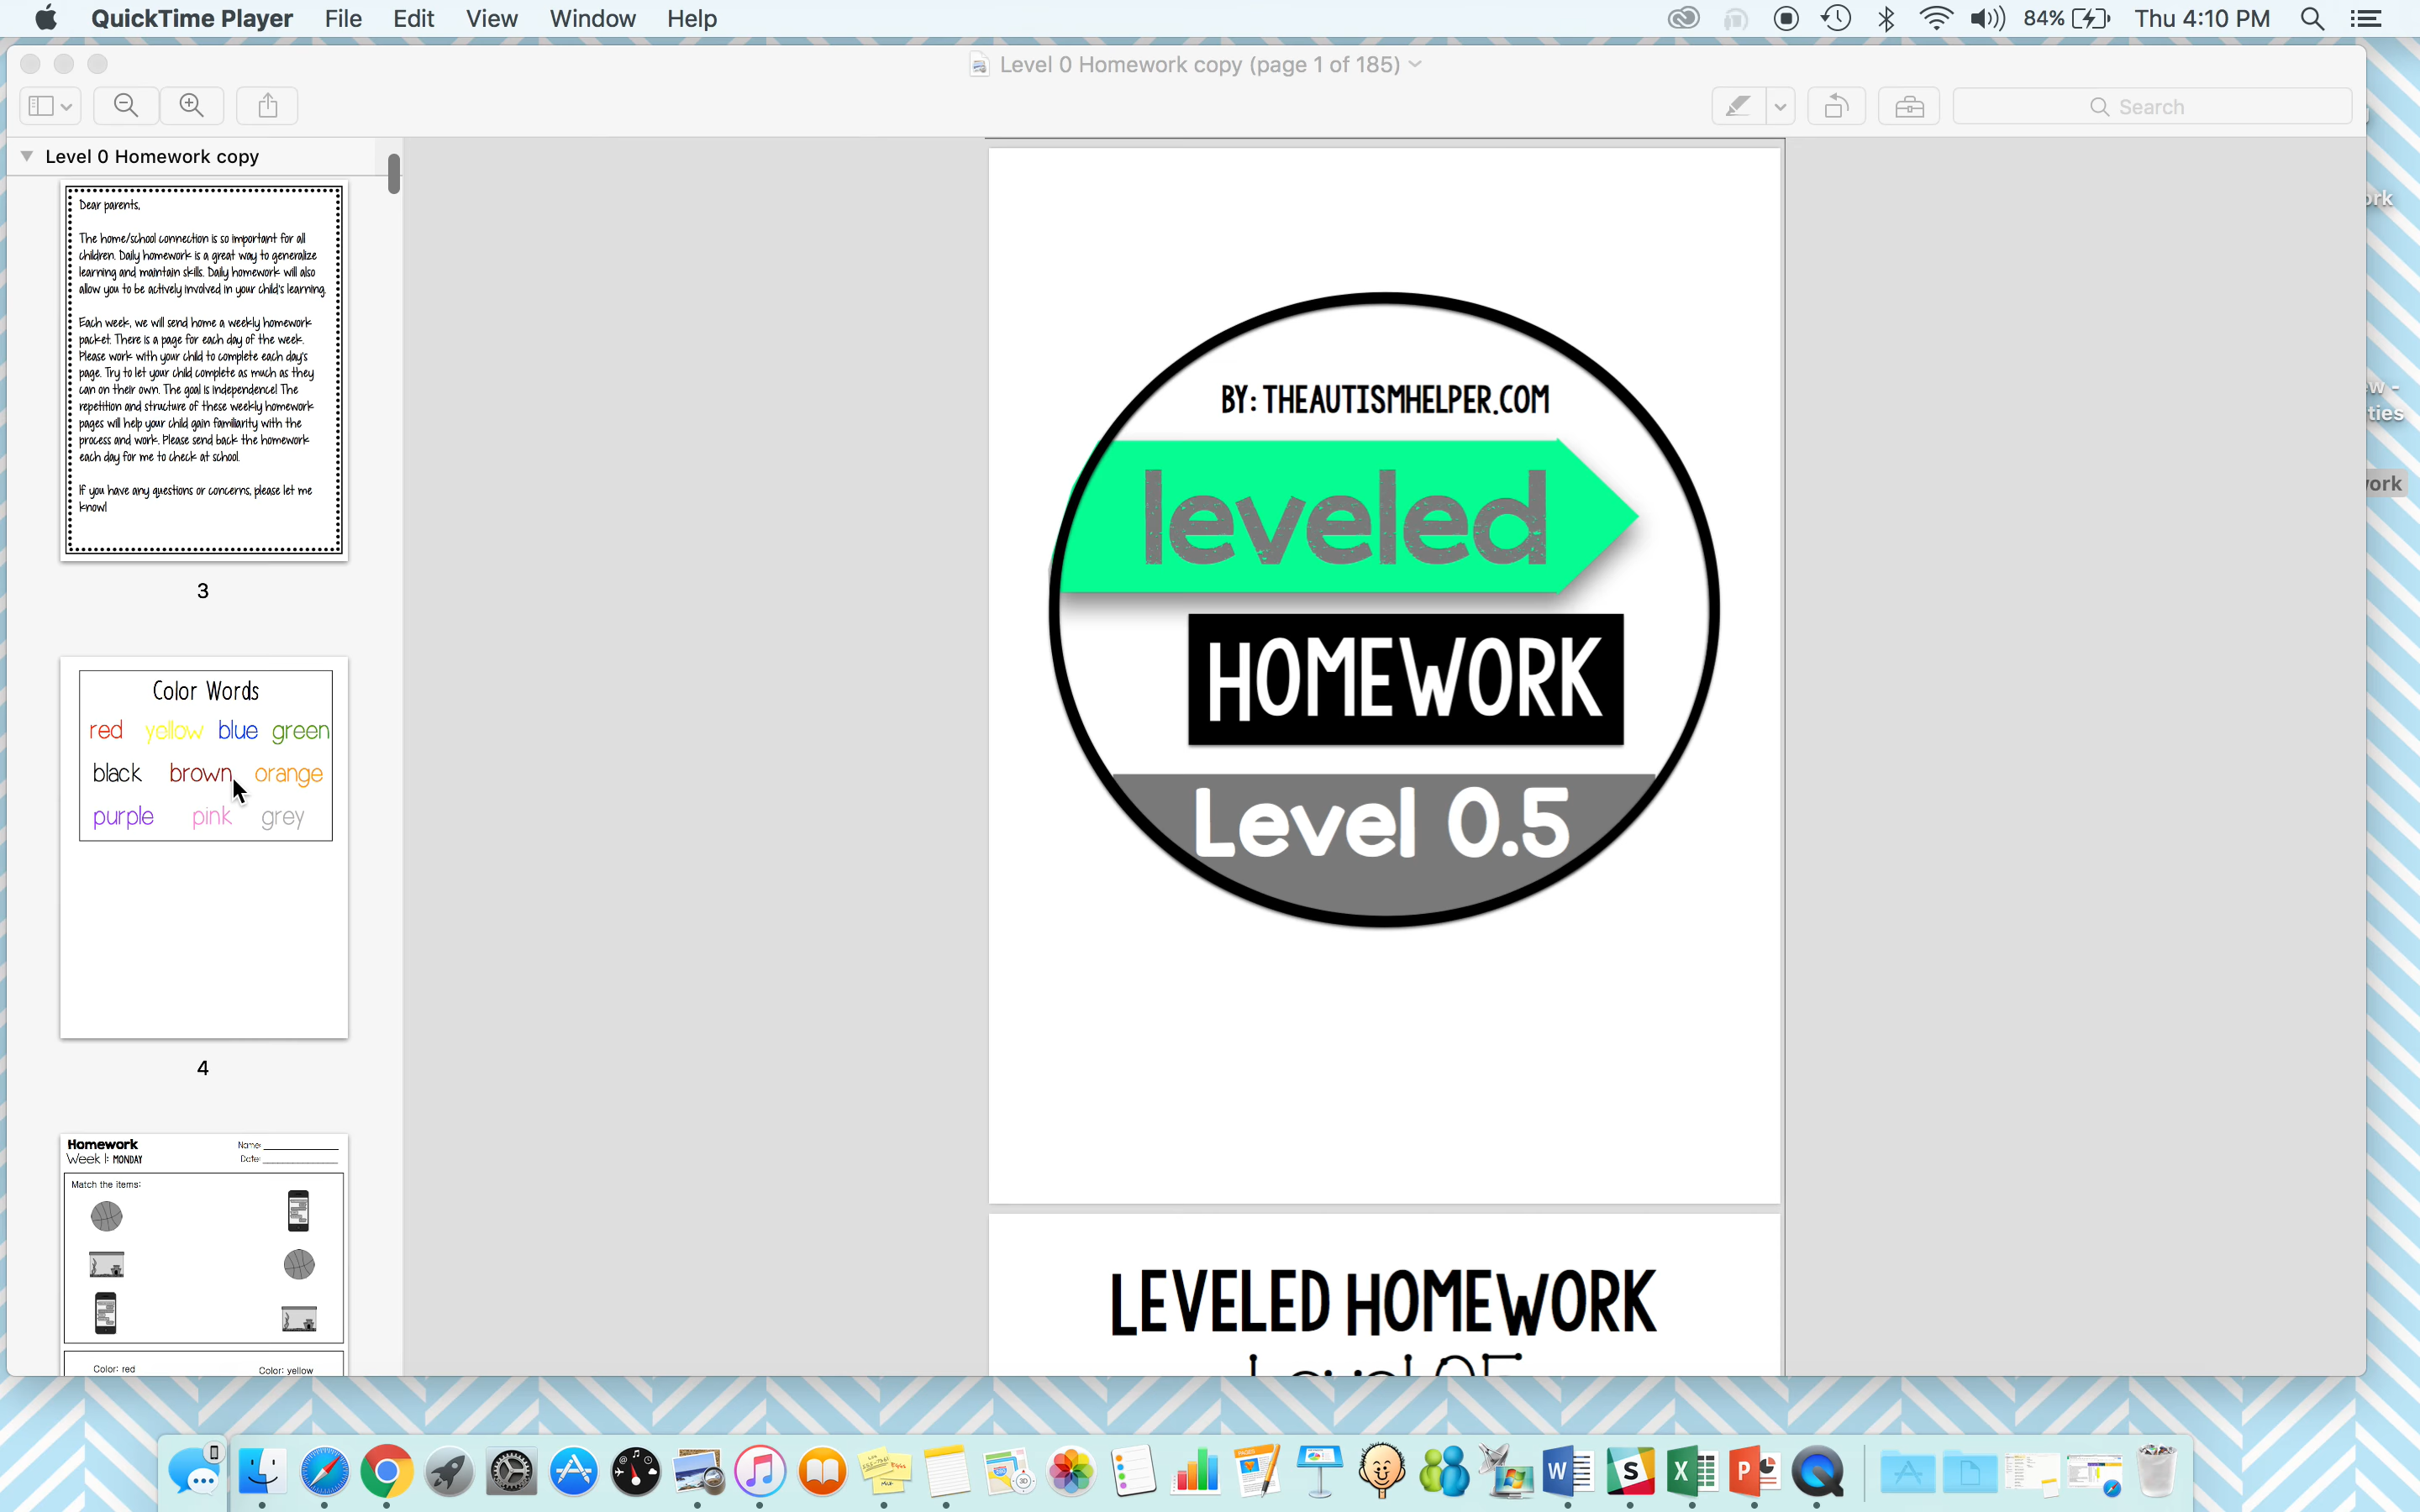 QuickTime Player File Edit View Window Help 84% Thu 4:10 PM
Level 0 Homework copy (page 1 of 185)
Search
Level 0 Homework copy
Dear parents,
The home/school connection is so important for all
children. Daily homework is a great way to generalize
learning and maintain skills. Daily homework will also
allow you to be actively involved in your child's learning.
Each week, we will send home a weekly homework
packet. There is a page for each day of the week.
Please work with your child to complete each day's
page. Try to let your child complete as much as they
can on their own. The goal is independence! The
repetition and structure of these weekly homework
pages will help your child gain familiarity with the
process and work. Please send back the homework
each day for me to check at school.
If you have any questions or concerns, please let me
know!
3
Color Words
red yellow blue green
black brown orange
purple pink grey
4
Homework Name:
Week 1: MONDAY Date:
Match the items:
Color: red Color: yellow
BY: THEAUTISMHELPER.COM
leveled
HOMEWORK
Level 0.5
LEVELED HOMEWORK
ork
ew -
ties
ork